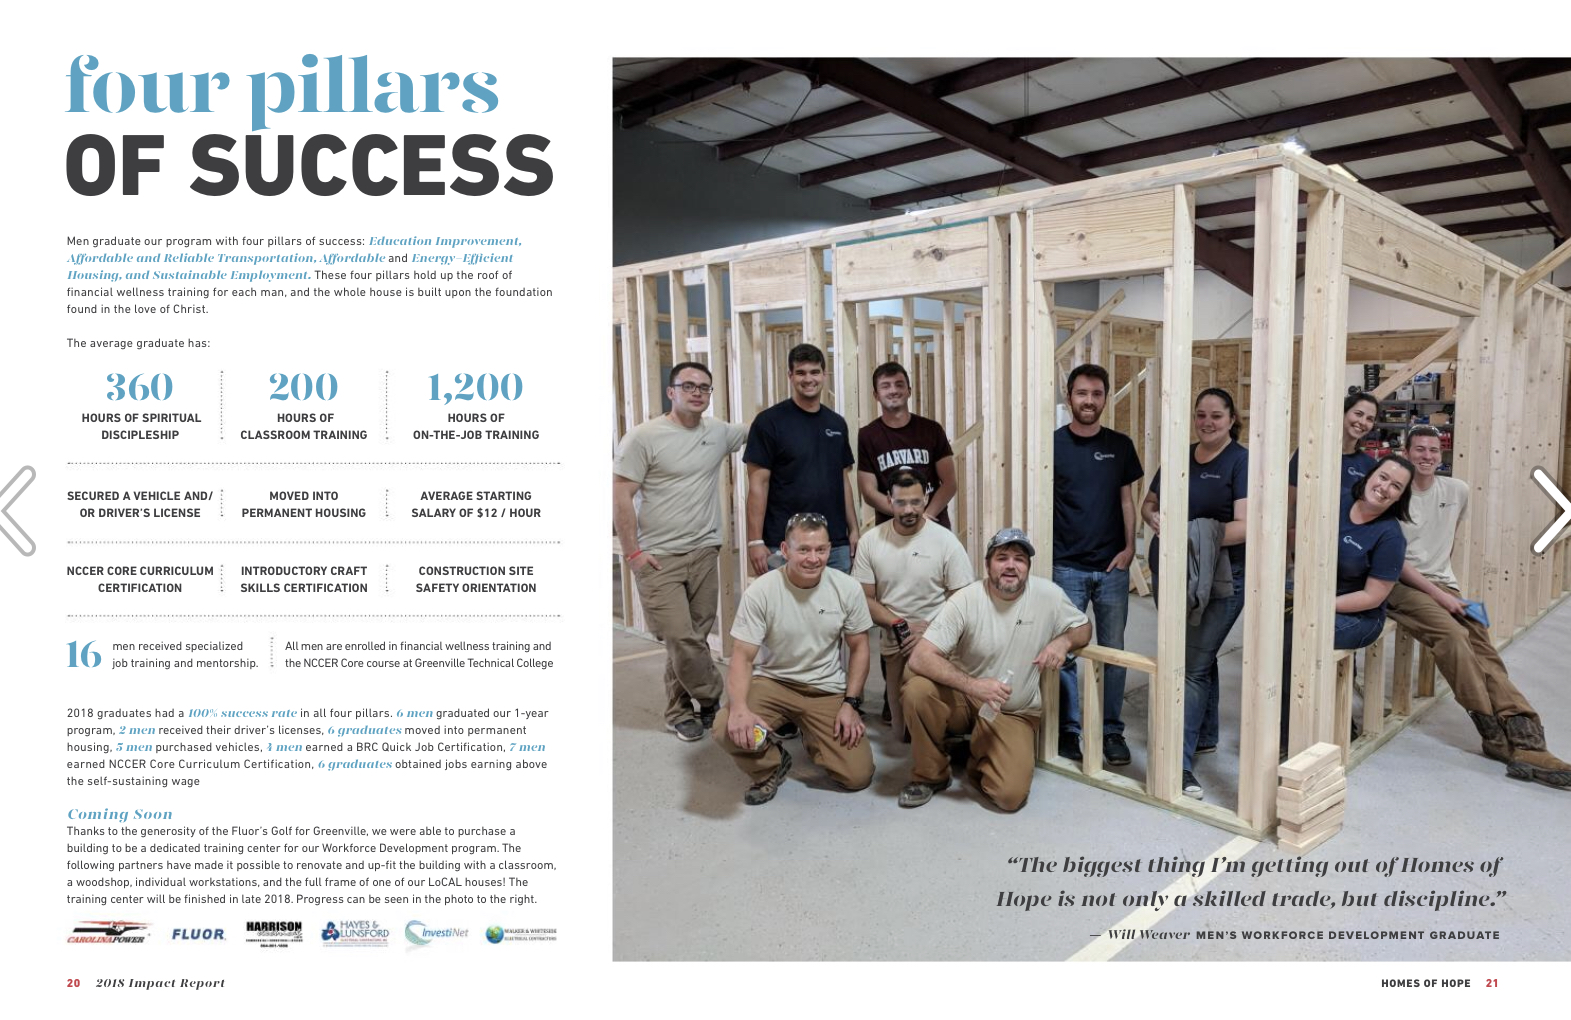 four pillars
OF SUCCESS
Men graduate our program with four pillars of success: Education Improvement,
Affordable and Reliable Transportation, Affordable and Energy-Efficient
Housing, and Sustainable Employment. These four pillars hold up the roof of
financial wellness training for each man, and the whole house is built upon the foundation
found in the love of Christ.
The average graduate has:
360
HOURS OF SPIRITUAL
DISCIPLESHIP
200
HOURS OF
CLASSROOM TRAINING
1,200
HOURS OF
ON-THE-JOB TRAINING
SECURED A VEHICLE AND/
OR DRIVER'S LICENSE
MOVED INTO
PERMANENT HOUSING
AVERAGE STARTING
SALARY OF $12 / HOUR
NCCER CORE CURRICULUM
CERTIFICATION
INTRODUCTORY CRAFT
SKILLS CERTIFICATION
CONSTRUCTION SITE
SAFETY ORIENTATION
16
men received specialized
job training and mentorship.
All men are enrolled in financial wellness training and
the NCCER Core course at Greenville Technical College
2018 graduates had a 100% success rate in all four pillars. 6 men graduated our 1-year
program, 2 men received their driver's licenses, 6 graduates moved into permanent
housing, 5 men purchased vehicles, 4 men earned a BRC Quick Job Certification, 7 men
earned NCCER Core Curriculum Certification, 6 graduates obtained jobs earning above
the self-sustaining wage
Coming Soon
Thanks to the generosity of the Fluor's Golf for Greenville, we were able to purchase a
building to be a dedicated training center for our Workforce Development program. The
following partners have made it possible to renovate and up-fit the building with a classroom,
a woodshop, individual workstations, and the full frame of one of our LoCAL houses! The
training center will be finished in late 2018. Progress can be seen in the photo to the right.
CAROLINA POWER
FLUOR
HARRISON
HAYES &
LUNSFORD
InvestiNet
WALKER & WHITESIDE
ELECTRICAL CONTRACTORS
20 2018 Impact Report
HARVARD
“The biggest thing I'm getting out of Homes of
Hope is not only a skilled trade, but discipline.”
— Will Weaver MEN'S WORKFORCE DEVELOPMENT GRADUATE
HOMES OF HOPE 21